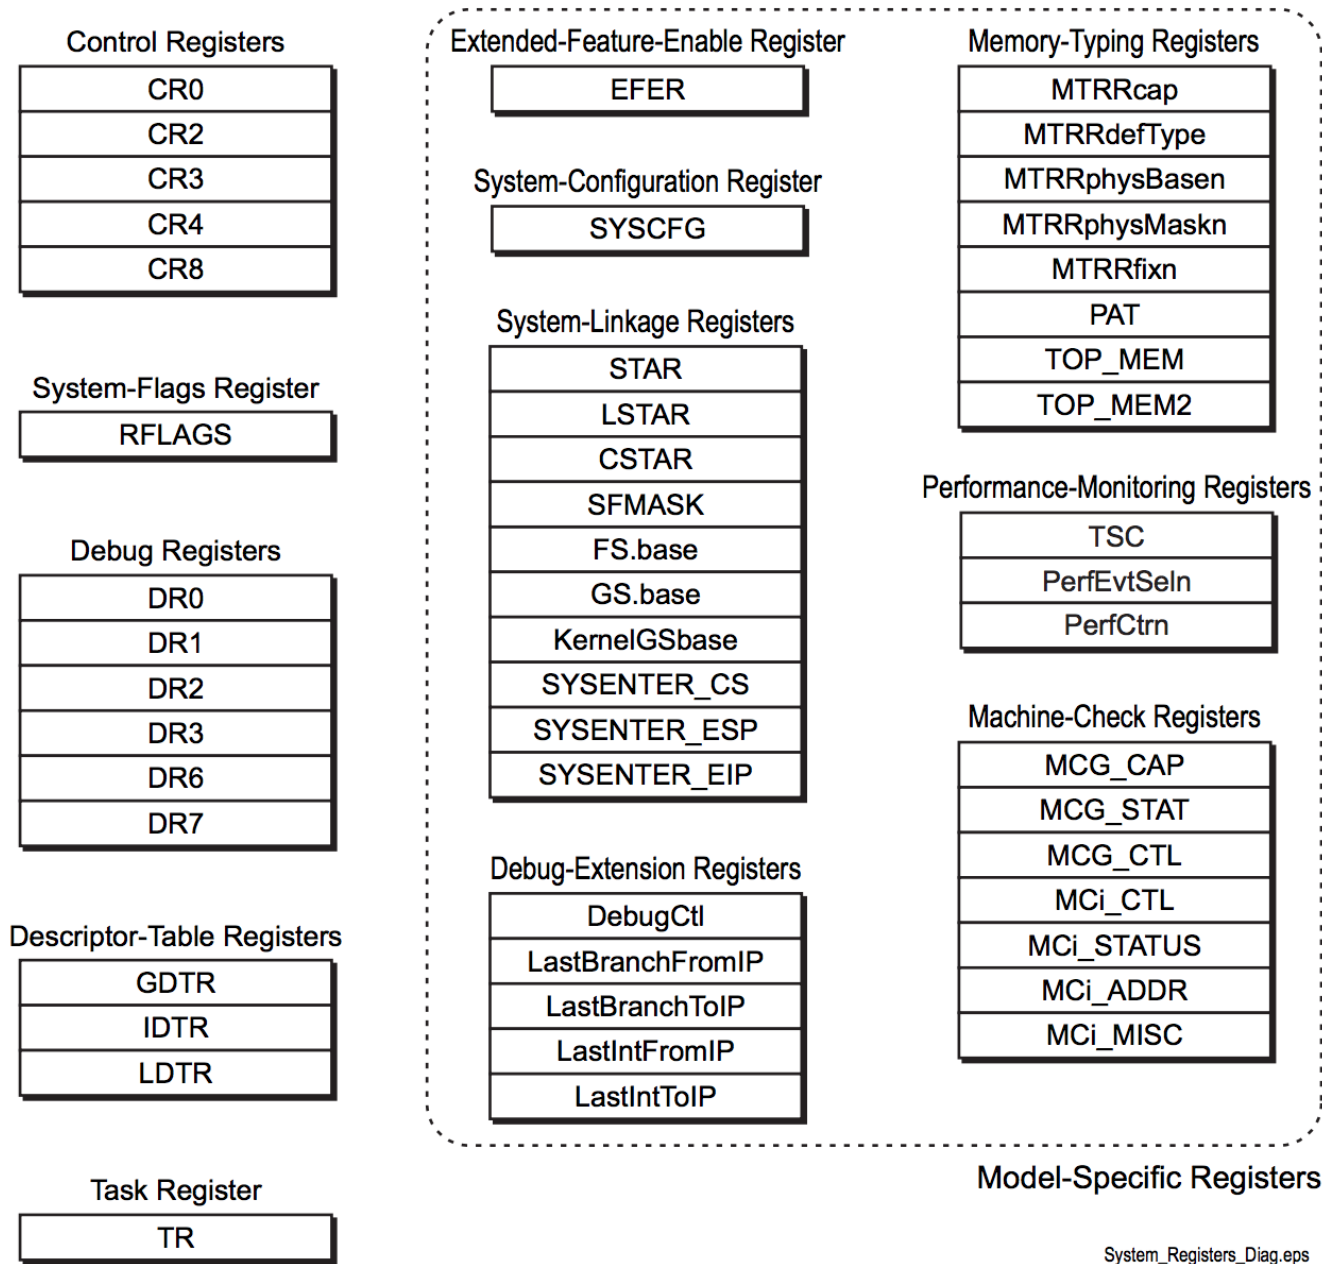 Control Registers
CR0
CR2
CR3
CR4
CR8
System-Flags Register
RFLAGS
Debug Registers
DR0
DR1
DR2
DR3
DR6
DR7
Descriptor-Table Registers
GDTR
IDTR
LDTR
Task Register
TR
Extended-Feature-Enable Register
EFER
System-Configuration Register
SYSCFG
System-Linkage Registers
STAR
LSTAR
CSTAR
SFMASK
FS.base
GS.base
KernelGSbase
SYSENTER_CS
SYSENTER_ESP
SYSENTER_EIP
Debug-Extension Registers
DebugCtl
LastBranchFromIP
LastBranchToIP
LastIntFromIP
LastIntToIP
Memory-Typing Registers
MTRRcap
MTRRdefType
MTRRphysBasen
MTRRphysMaskn
MTRRfixn
PAT
TOP_MEM
TOP_MEM2
Performance-Monitoring Registers
TSC
PerfEvtSeln
PerfCtrn
Machine-Check Registers
MCG_CAP
MCG_STAT
MCG_CTL
MCi_CTL
MCi_STATUS
MCi_ADDR
MCi_MISC
Model-Specific Registers
System_Registers_Diag.eps